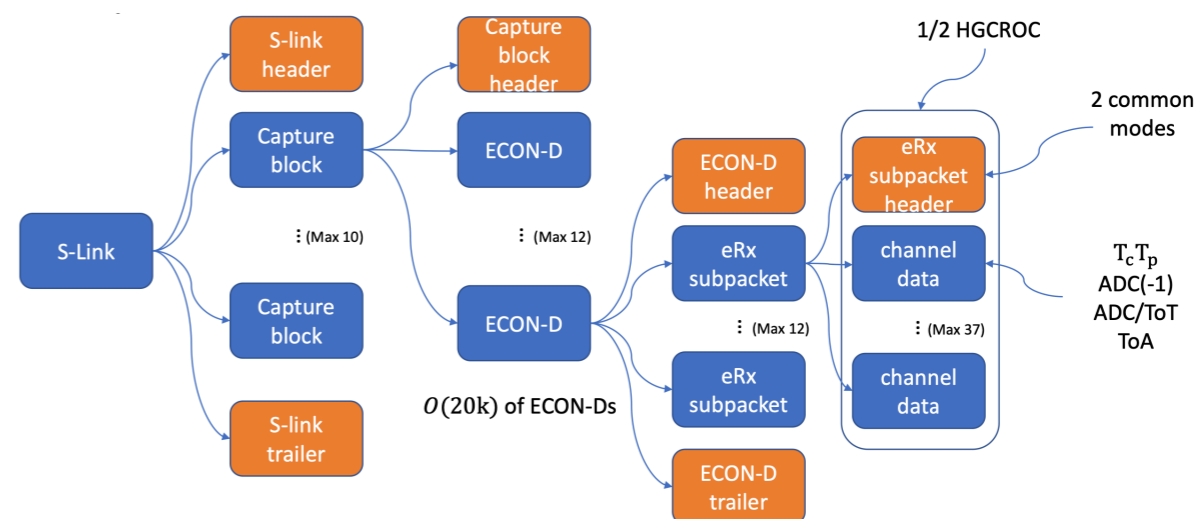 S-Link
S-link
header
Capture
block
⋮ (Max 10)
Capture
block
S-link
trailer
Capture
block
header
ECON-D
⋮ (Max 12)
ECON-D
O(20k) of ECON-Ds
ECON-D
header
eRx
subpacket
⋮ (Max 12)
eRx
subpacket
ECON-D
trailer
1/2 HGCROC
eRx
subpacket
header
channel
data
⋮ (Max 37)
channel
data
2 common
modes
TcTp
ADC(-1)
ADC/ToT
ToA